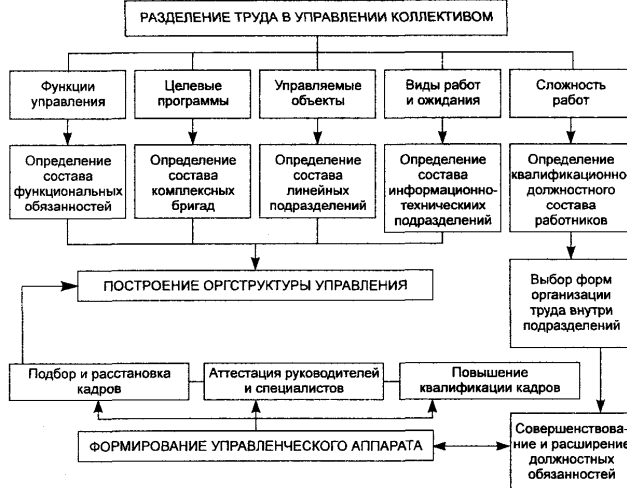 РАЗДЕЛЕНИЕ ТРУДА В УПРАВЛЕНИИ КОЛЛЕКТИВОМ
Функции
управления
Целевые
программы
Управляемые
объекты
Виды работ
и ожидания
Сложность
работ
Определение
состава
функциональных
обязанностей
Определение
состава
комплексных
бригад
Определение
состава
линейных
подразделений
Определение
состава
информационно-
техническиих
подразделений
Определение
квалификационно-
должностного
состава
работников
ПОСТРОЕНИЕ ОРГСТРУКТУРЫ УПРАВЛЕНИЯ
Выбор форм
организации
труда внутри
подразделений
Подбор и расстановка
кадров
Аттестация руководителей
и специалистов
Повышение
квалификации кадров
ФОРМИРОВАНИЕ УПРАВЛЕНЧЕСКОГО АППАРАТА
Совершенствова-
ние и расширение
должностных
обязанностей